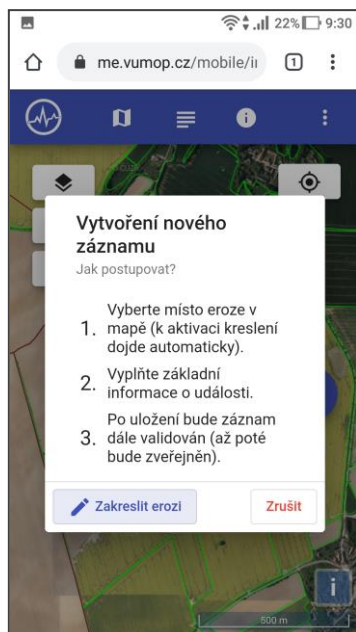 22% 9:30
me.vumop.cz/mobile/i
1
Vytvoření nového
záznamu
Jak postupovat?
1. Vyberte místo eroze v
mapě (k aktivaci kreslení
dojde automaticky).
2. Vyplňte základní
informace o události.
3. Po uložení bude záznam
dále validován (až poté
bude zveřejněn).
Zakreslit erozi Zrušit
i
500 m